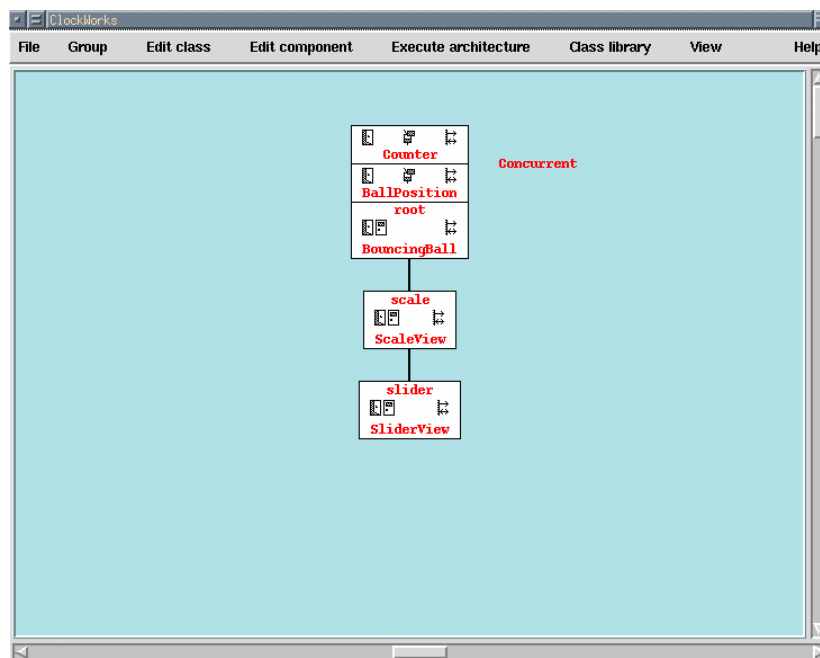 ClockWorks
File Group Edit class Edit component Execute architecture Class library View Help
Counter
Concurrent
BallPosition
root
BouncingBall
scale
ScaleView
slider
SliderView